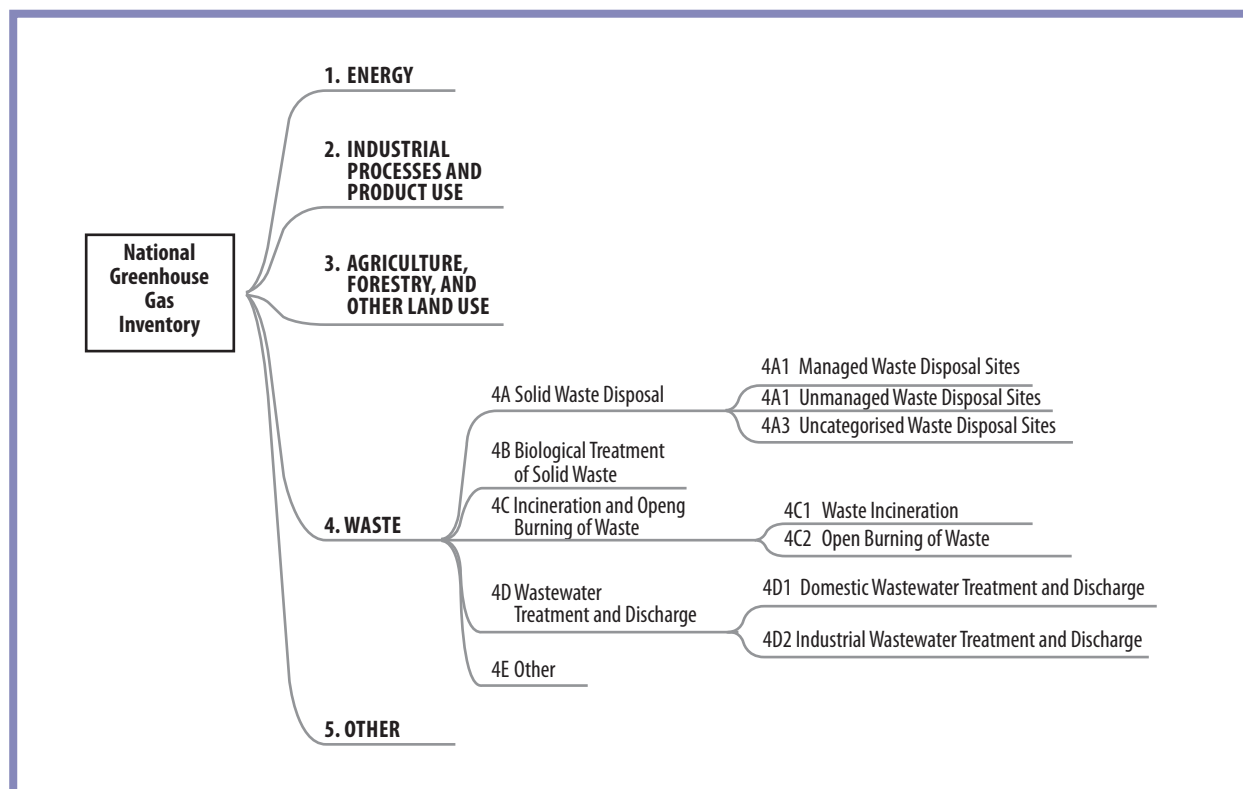 National
Greenhouse
Gas
Inventory
1. ENERGY
2. INDUSTRIAL
PROCESSES AND
PRODUCT USE
3. AGRICULTURE,
FORESTRY, AND
OTHER LAND USE
4. WASTE
4A Solid Waste Disposal
4A1 Managed Waste Disposal Sites
4A1 Unmanaged Waste Disposal Sites
4A3 Uncategorised Waste Disposal Sites
4B Biological Treatment
of Solid Waste
4C Incineration and Openg
Burning of Waste
4C1 Waste Incineration
4C2 Open Burning of Waste
4D Wastewater
Treatment and Discharge
4D1 Domestic Wastewater Treatment and Discharge
4D2 Industrial Wastewater Treatment and Discharge
4E Other
5. OTHER